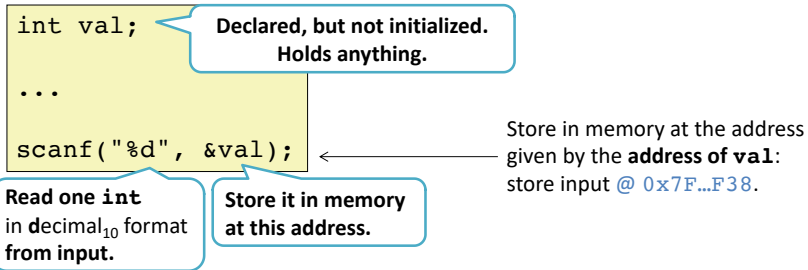 int val;
Declared, but not initialized.
Holds anything.
...
scanf("%d", &val);
Store in memory at the address
given by the address of val:
store input @ 0x7F…F38.
Read one int
in decimal10 format
from input.
Store it in memory
at this address.